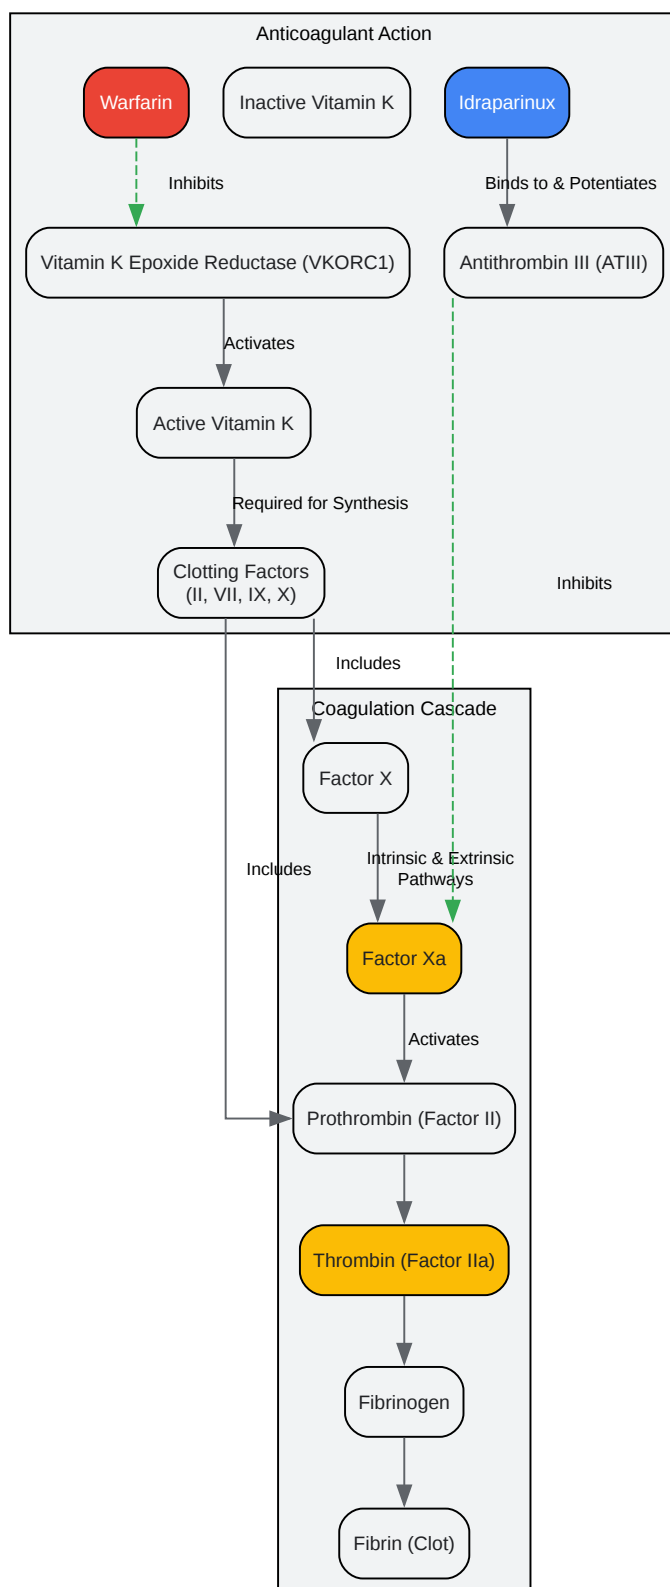 Anticoagulant Action
Warfarin
Inactive Vitamin K
Idraparinux
Inhibits
Binds to & Potentiates
Vitamin K Epoxide Reductase (VKORC1)
Antithrombin III (ATIII)
Activates
Active Vitamin K
Required for Synthesis
Clotting Factors
(II, VII, IX, X)
Inhibits
Includes
Coagulation Cascade
Factor X
Intrinsic & Extrinsic
Pathways
Includes
Factor Xa
Activates
Prothrombin (Factor II)
Thrombin (Factor IIa)
Fibrinogen
Fibrin (Clot)